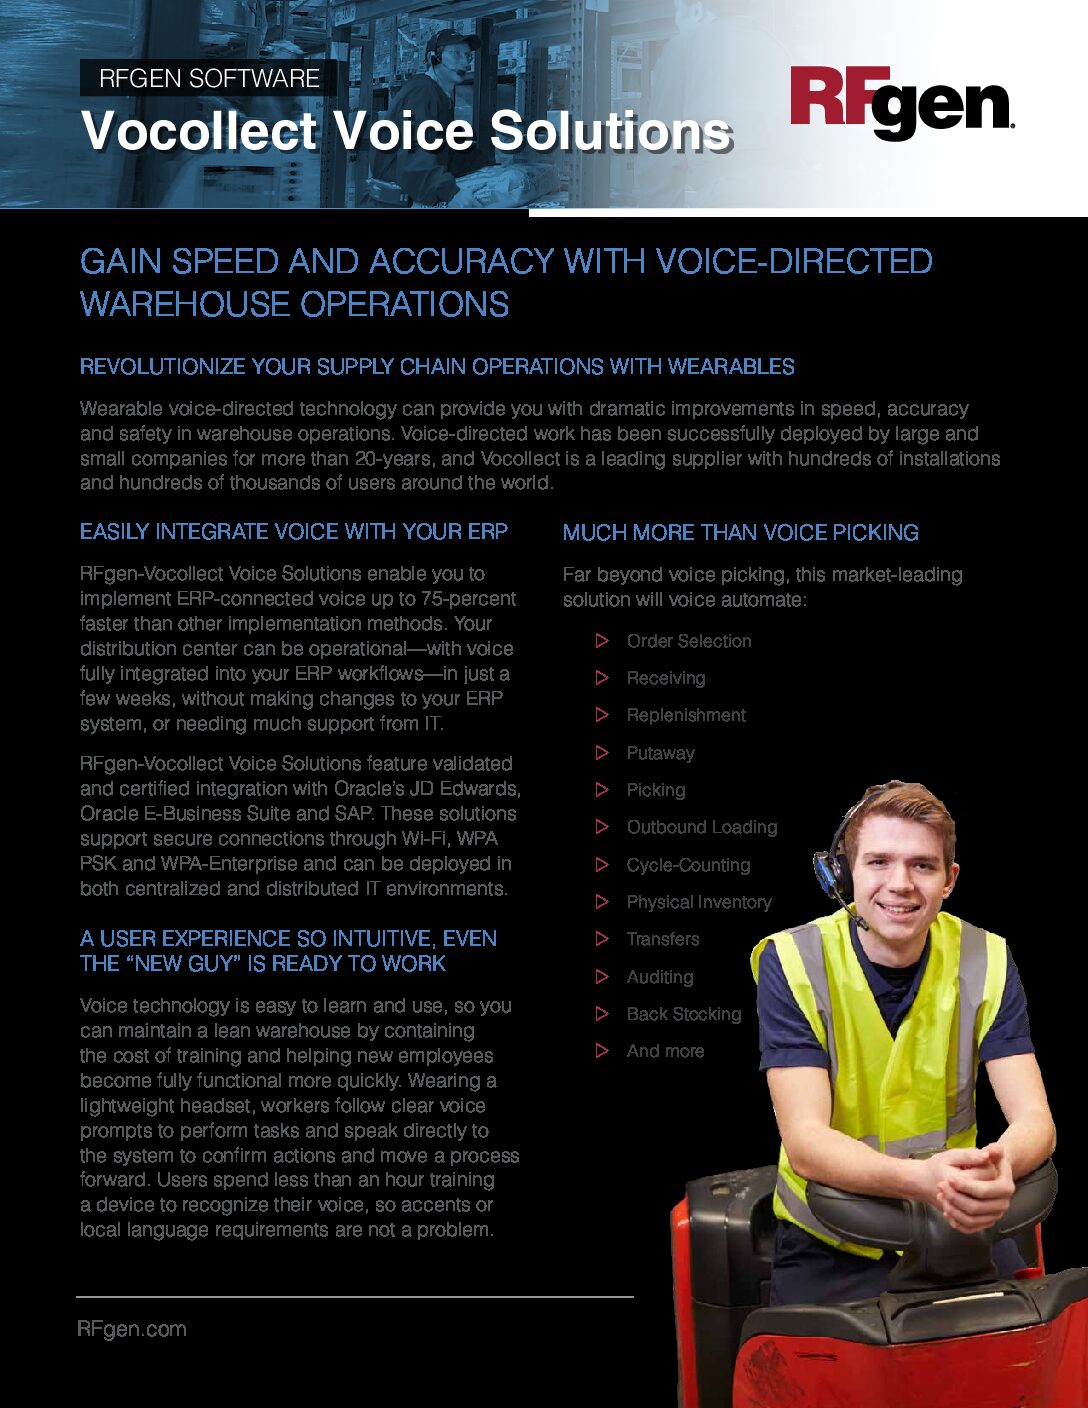 RFGEN SOFTWARE
Vocollect Voice Solutions
RFgen.
GAIN SPEED AND ACCURACY WITH VOICE-DIRECTED
WAREHOUSE OPERATIONS
REVOLUTIONIZE YOUR SUPPLY CHAIN OPERATIONS WITH WEARABLES
Wearable voice-directed technology can provide you with dramatic improvements in speed, accuracy
and safety in warehouse operations. Voice-directed work has been successfully deployed by large and
small companies for more than 20-years, and Vocollect is a leading supplier with hundreds of installations
and hundreds of thousands of users around the world.
EASILY INTEGRATE VOICE WITH YOUR ERP
RFgen-Vocollect Voice Solutions enable you to
implement ERP-connected voice up to 75-percent
faster than other implementation methods. Your
distribution center can be operational—with voice
fully integrated into your ERP workflows—in just a
few weeks, without making changes to your ERP
system, or needing much support from IT.
RFgen-Vocollect Voice Solutions feature validated
and certified integration with Oracle's JD Edwards,
Oracle E-Business Suite and SAP. These solutions
support secure connections through Wi-Fi, WPA
PSK and WPA-Enterprise and can be deployed in
both centralized and distributed IT environments.
A USER EXPERIENCE SO INTUITIVE, EVEN
THE “NEW GUY” IS READY TO WORK
Voice technology is easy to learn and use, so you
can maintain a lean warehouse by containing
the cost of training and helping new employees
become fully functional more quickly. Wearing a
lightweight headset, workers follow clear voice
prompts to perform tasks and speak directly to
the system to confirm actions and move a process
forward. Users spend less than an hour training
a device to recognize their voice, so accents or
local language requirements are not a problem.
MUCH MORE THAN VOICE PICKING
Far beyond voice picking, this market-leading
solution will voice automate:
Order Selection
Receiving
Replenishment
Putaway
Picking
Outbound Loading
Cycle-Counting
Physical Inventory
Transfers
Auditing
Back Stocking
And more
RFgen.com